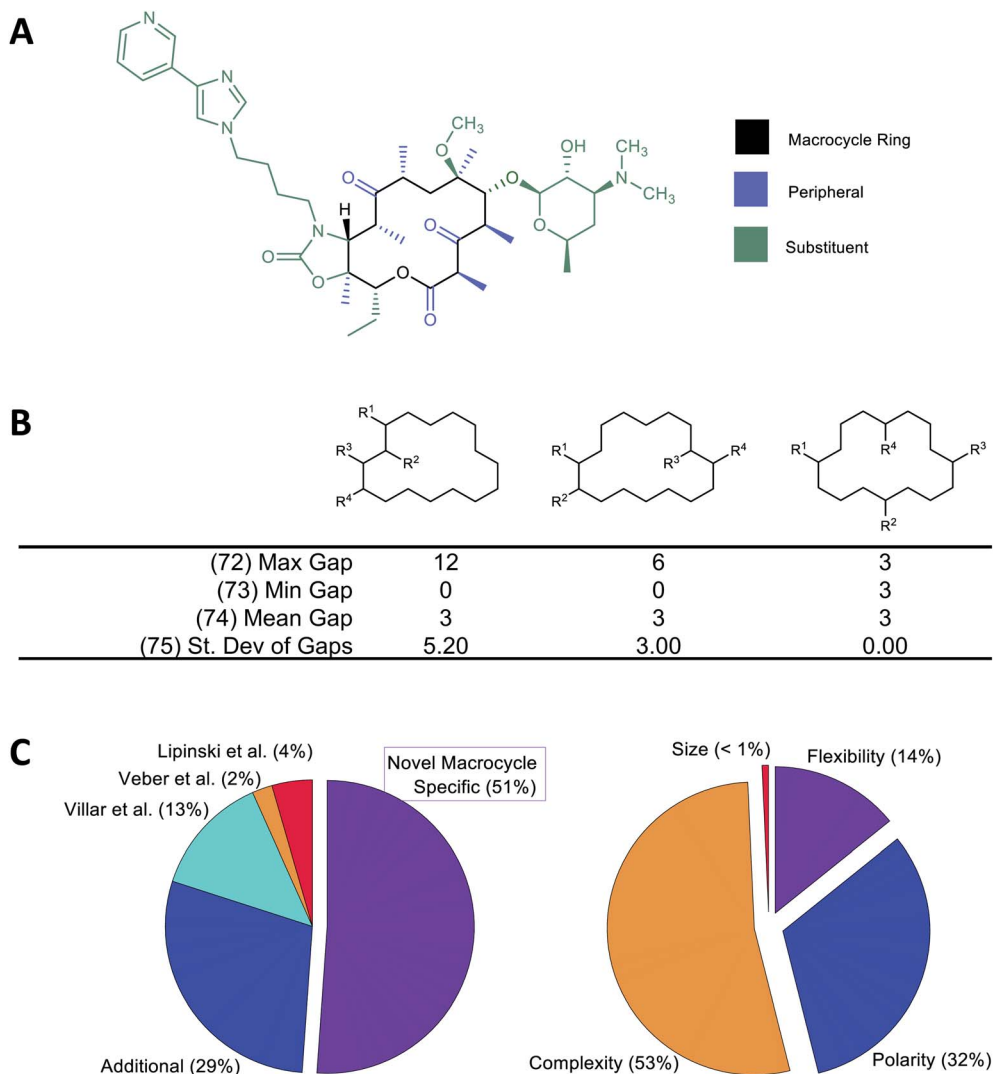 A
N
N
N
CH₃
O
OH
CH₃
N
CH₃
O
O
O
H
N
O
O
O
O
O
Macrocycle Ring
Peripheral
Substituent
B
R¹
R³
R²
R⁴
R¹
R²
R³
R⁴
R¹
R⁴
R³
R²
(72) Max Gap 12 6 3
(73) Min Gap 0 0 3
(74) Mean Gap 3 3 3
(75) St. Dev of Gaps 5.20 3.00 0.00
C
Lipinski et al. (4%)
Veber et al. (2%)
Villar et al. (13%)
Novel Macrocycle
Specific (51%)
Additional (29%)
Size (< 1%)
Flexibility (14%)
Complexity (53%)
Polarity (32%)